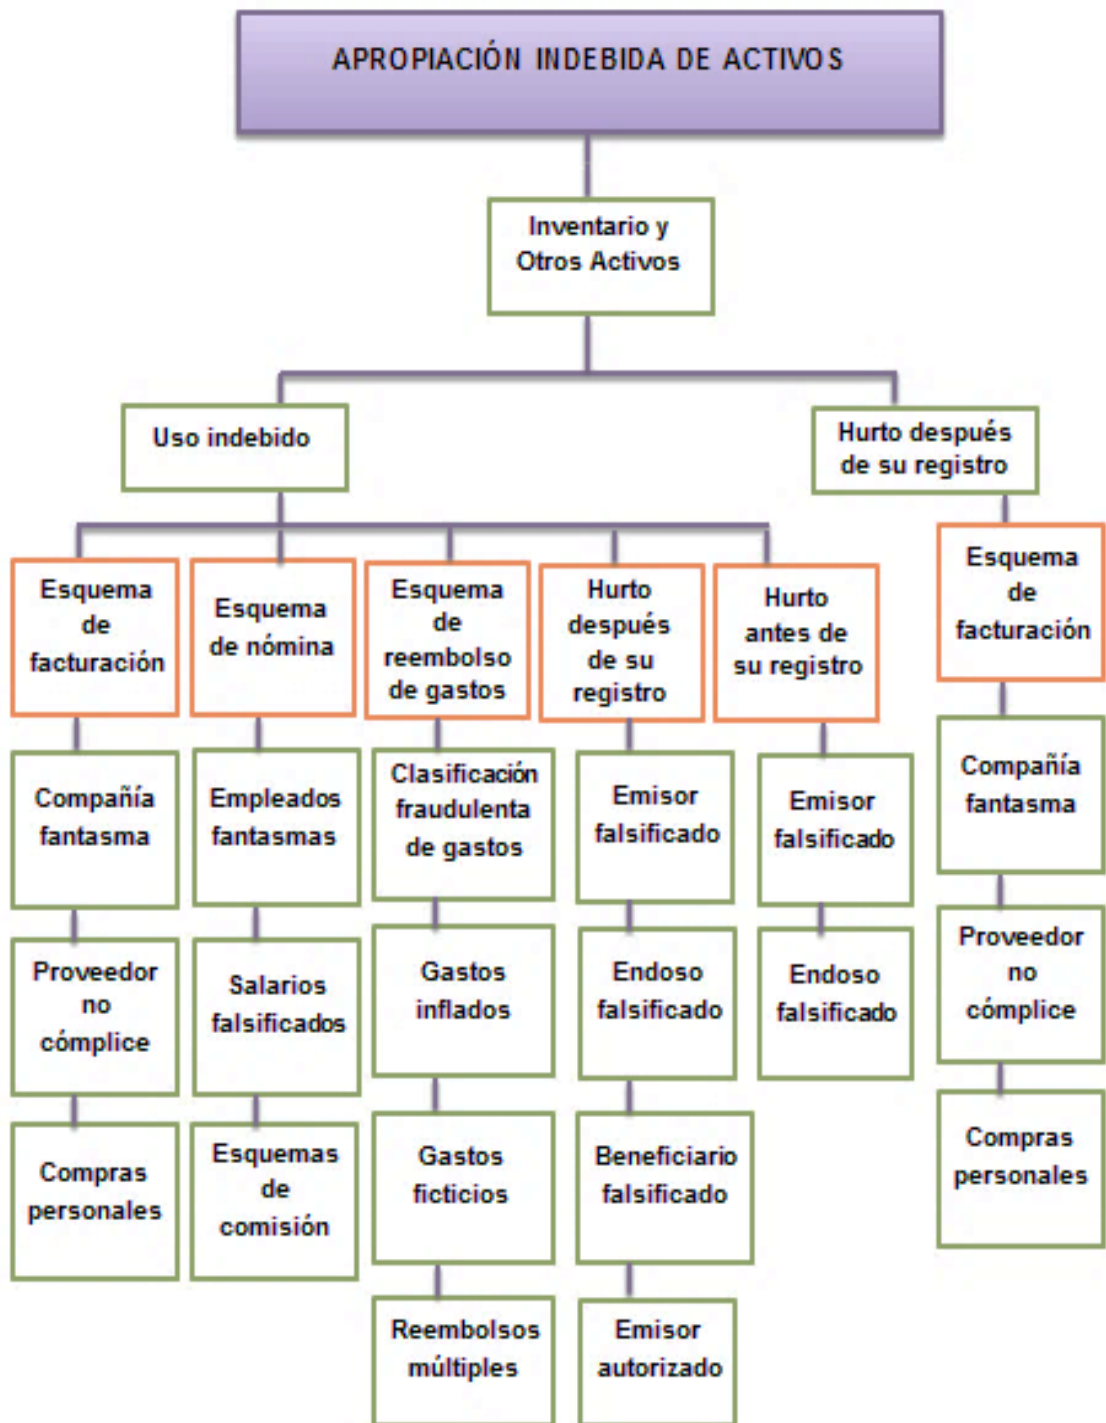 APROPIACIÓN INDEBIDA DE ACTIVOS
Inventario y
Otros Activos
Uso indebido
Hurto después
de su registro
Esquema
de
facturación
Esquema
de nómina
Esquema
de
reembolso
de gastos
Hurto
después
de su
registro
Hurto
antes de
su registro
Esquema
de
facturación
Compañía
fantasma
Empleados
fantasmas
Clasificación
fraudulenta
de gastos
Emisor
falsificado
Emisor
falsificado
Compañía
fantasma
Proveedor
no
cómplice
Salarios
falsificados
Gastos
inflados
Endoso
falsificado
Endoso
falsificado
Proveedor
no
cómplice
Compras
personales
Esquemas
de
comisión
Gastos
ficticios
Beneficiario
falsificado
Compras
personales
Reembolsos
múltiples
Emisor
autorizado